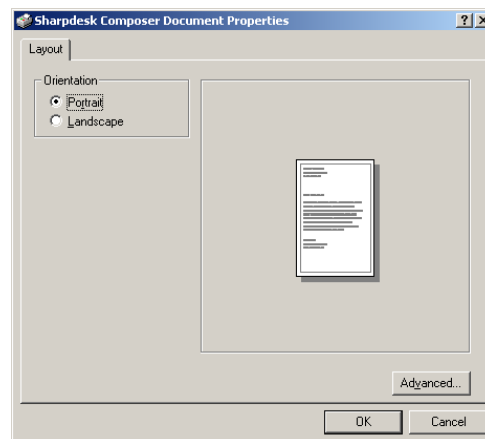 Sharpdesk Composer Document Properties
Layout
Orientation
Portrait
Landscape
Advanced...
OK
Cancel